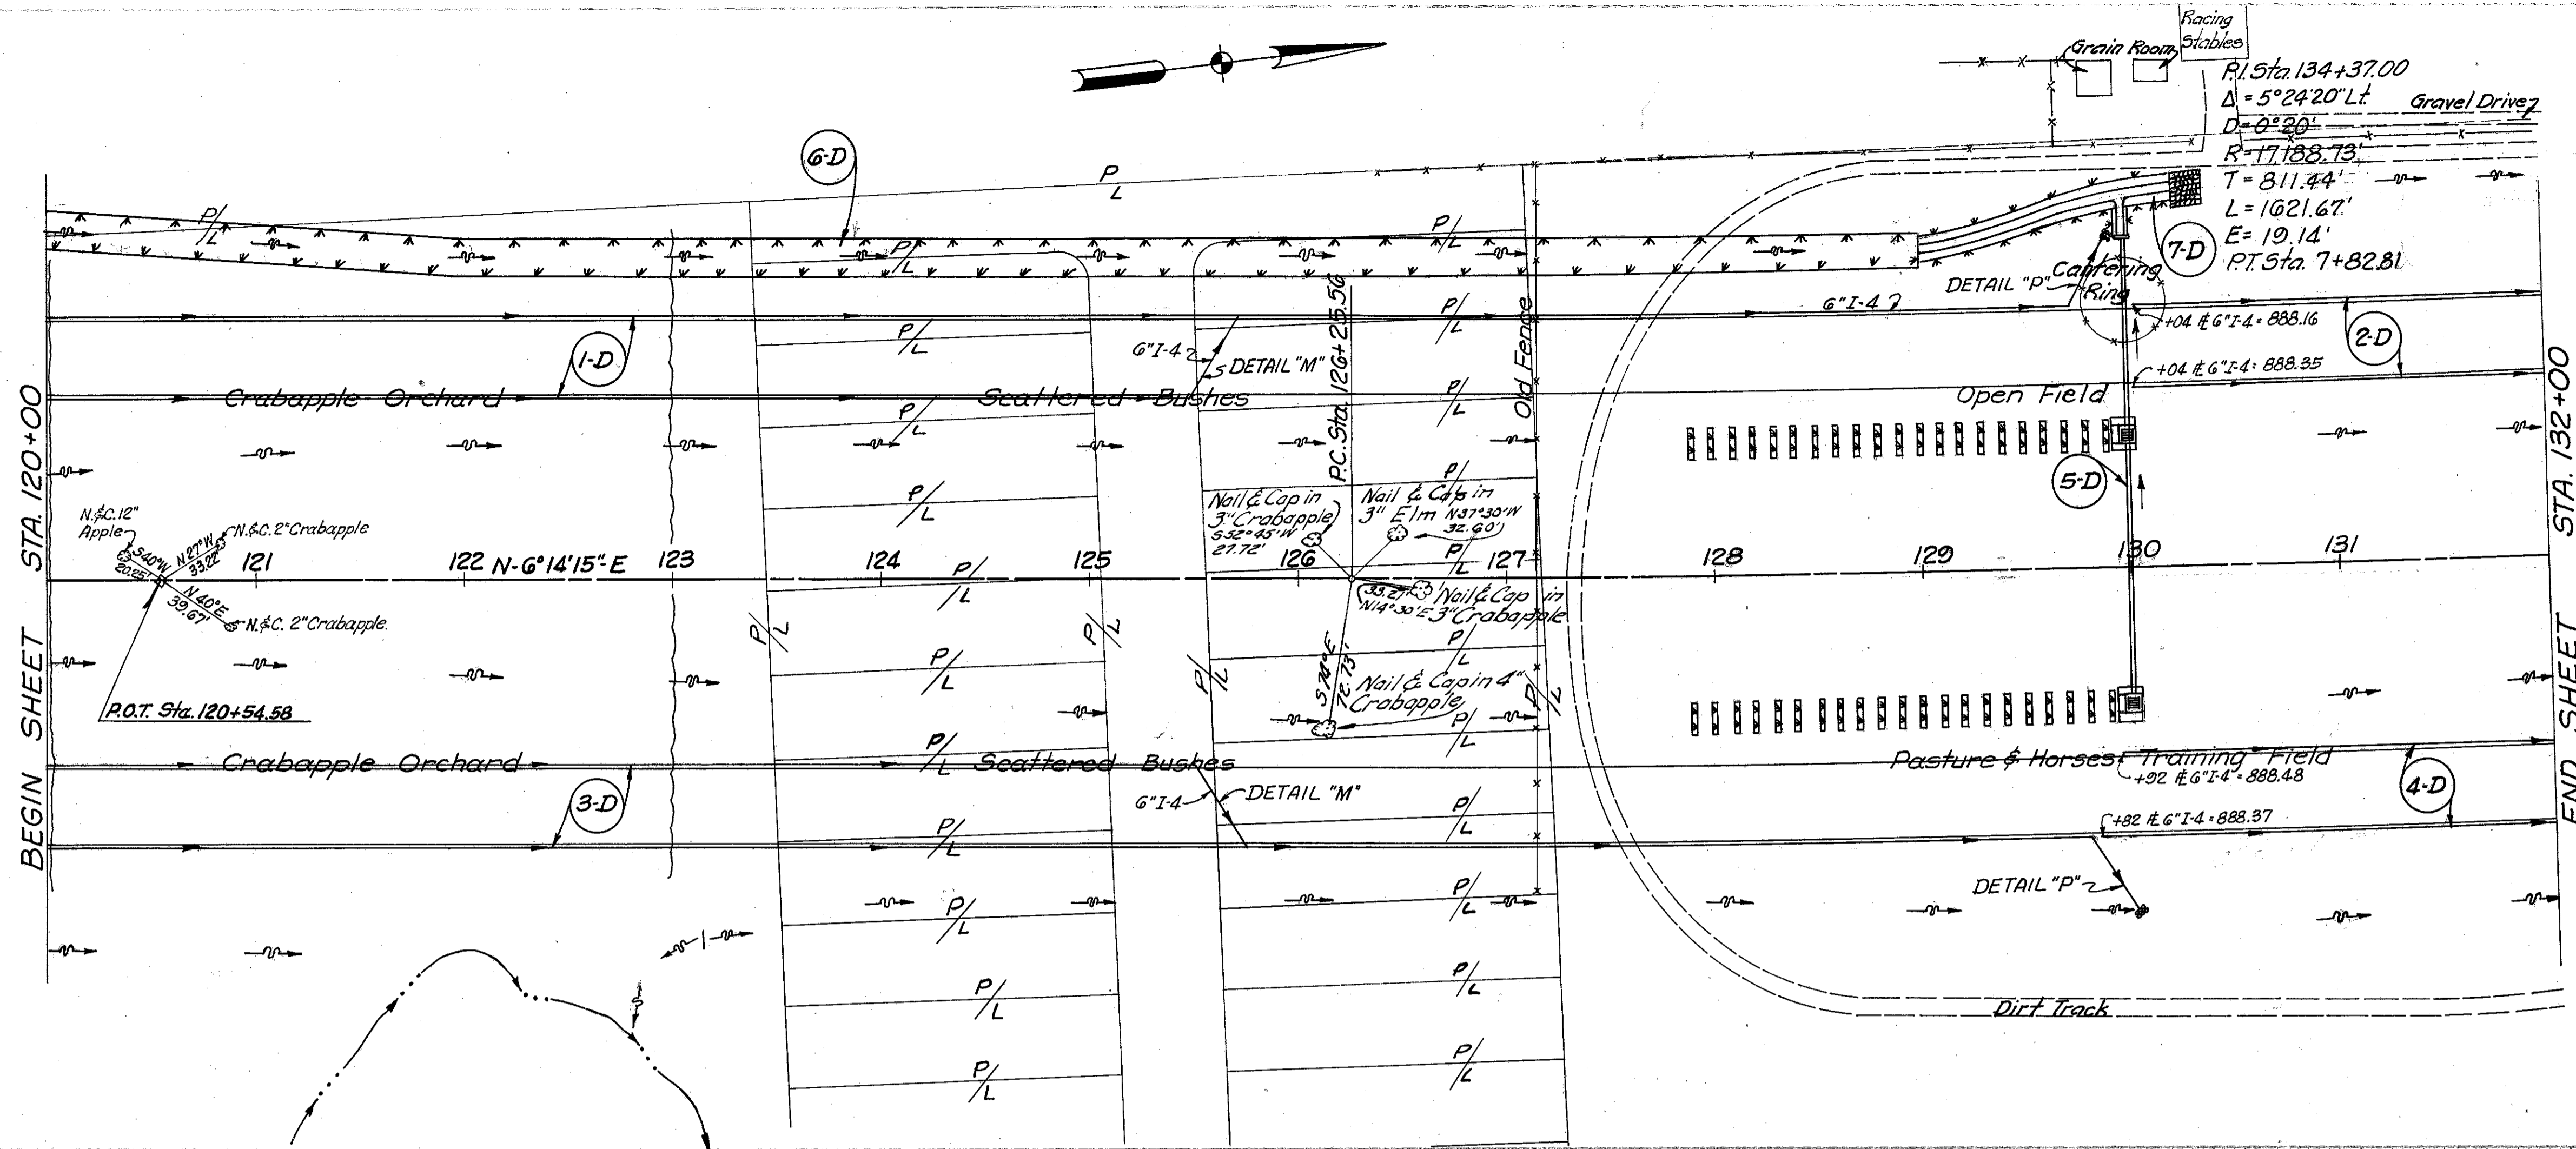 Racing
Stables
Grain Room
P.I. Sta. 134+37.00
Δ = 5°24'20" Lt.
Gravel Drive
D = 0°20'
R = 17,188.73'
T = 811.44'
L = 1621.67'
E = 19.14'
P.T. Sta. 7+82.81
6-D
P/L
P/L
P/L
P/L
7-D
DETAIL "P"
Cantering
Ring
6"I-4
+04 ℄ 6"I-4 = 888.16
2-D
+04 ℄ 6"I-4 = 888.35
1-D
P/L
6"I-4
DETAIL "M"
P.C. Sta. 126+25.56
P/L
Old Fence
Crabapple Orchard
Scattered Bushes
P/L
P/L
Open Field
BEGIN SHEET STA. 120+00
END SHEET STA. 132+00
5-D
N.&C. 12"
Apple
S40°W
20.25'
N 27°W
33.22'
N.&C. 2" Crabapple
N 40°E
39.67'
N.&C. 2" Crabapple
P/L
Nail & Cap in
3" Crabapple
S52°45'W
27.72'
P/L
Nail & Cap in
3" Elm
N37°30'W
32.60'
P/L
121
122
N-6°14'15"-E
123
124
125
126
127
128
129
130
131
P/L
33.27'
N14°30'E
Nail & Cap in
3" Crabapple
P/L
P/L
P/L
P/L
P/L
P/L
S 74°E
72.73'
Nail & Cap in 4"
Crabapple
P.O.T. Sta. 120+54.58
P/L
P/L
Crabapple Orchard
Scattered Bushes
Pasture & Horses Training Field
+92 ℄ 6"I-4 = 888.48
3-D
6"I-4
DETAIL "M"
4-D
P/L
P/L
+82 ℄ 6"I-4 = 888.37
DETAIL "P"
P/L
P/L
P/L
P/L
Dirt Track
P/L
P/L